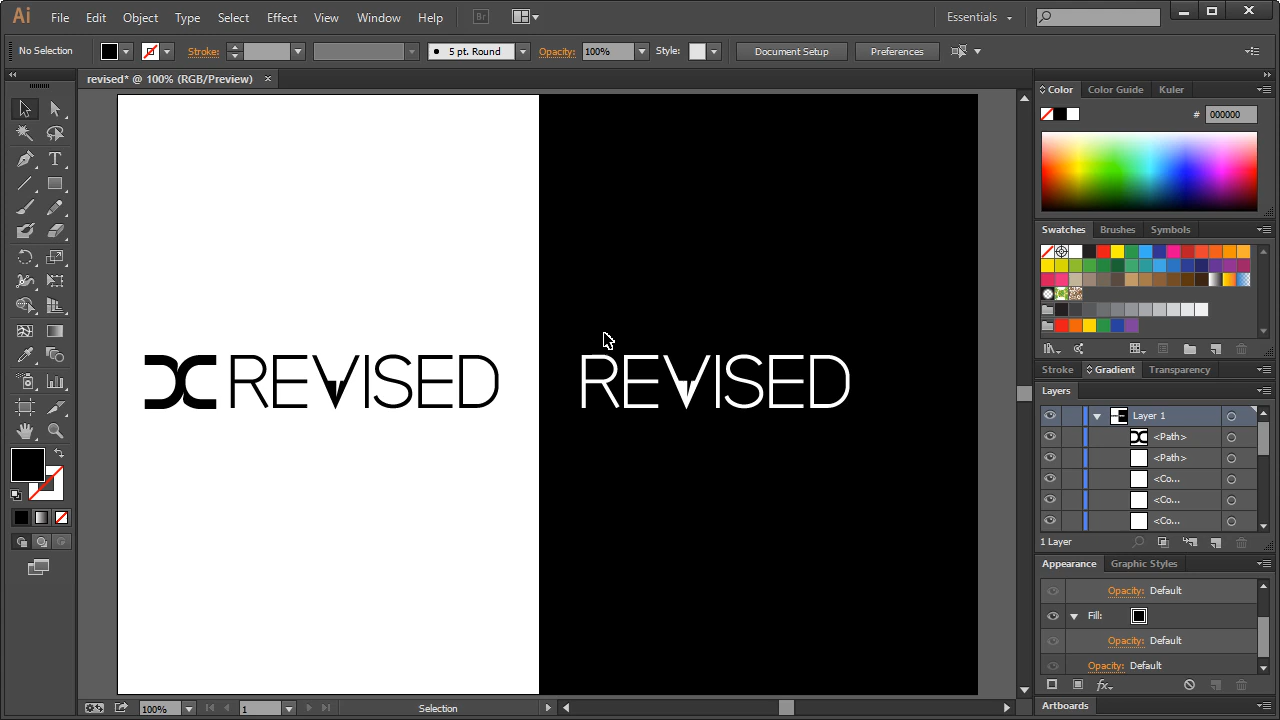 Ai File Edit Object Type Select Effect View Window Help Br Essentials
No Selection Stroke: 5 pt. Round Opacity: 100% Style: Document Setup Preferences
revised* @ 100% (RGB/Preview)
Color Color Guide Kuler
# 000000
Swatches Brushes Symbols
Stroke Gradient Transparency
Layers
Layer 1
<Path>
<Path>
<Co...
<Co...
<Co...
1 Layer
Appearance Graphic Styles
Opacity: Default
Fill:
Opacity: Default
Opacity: Default
Artboards
REVISED REVISED
100% 1 Selection